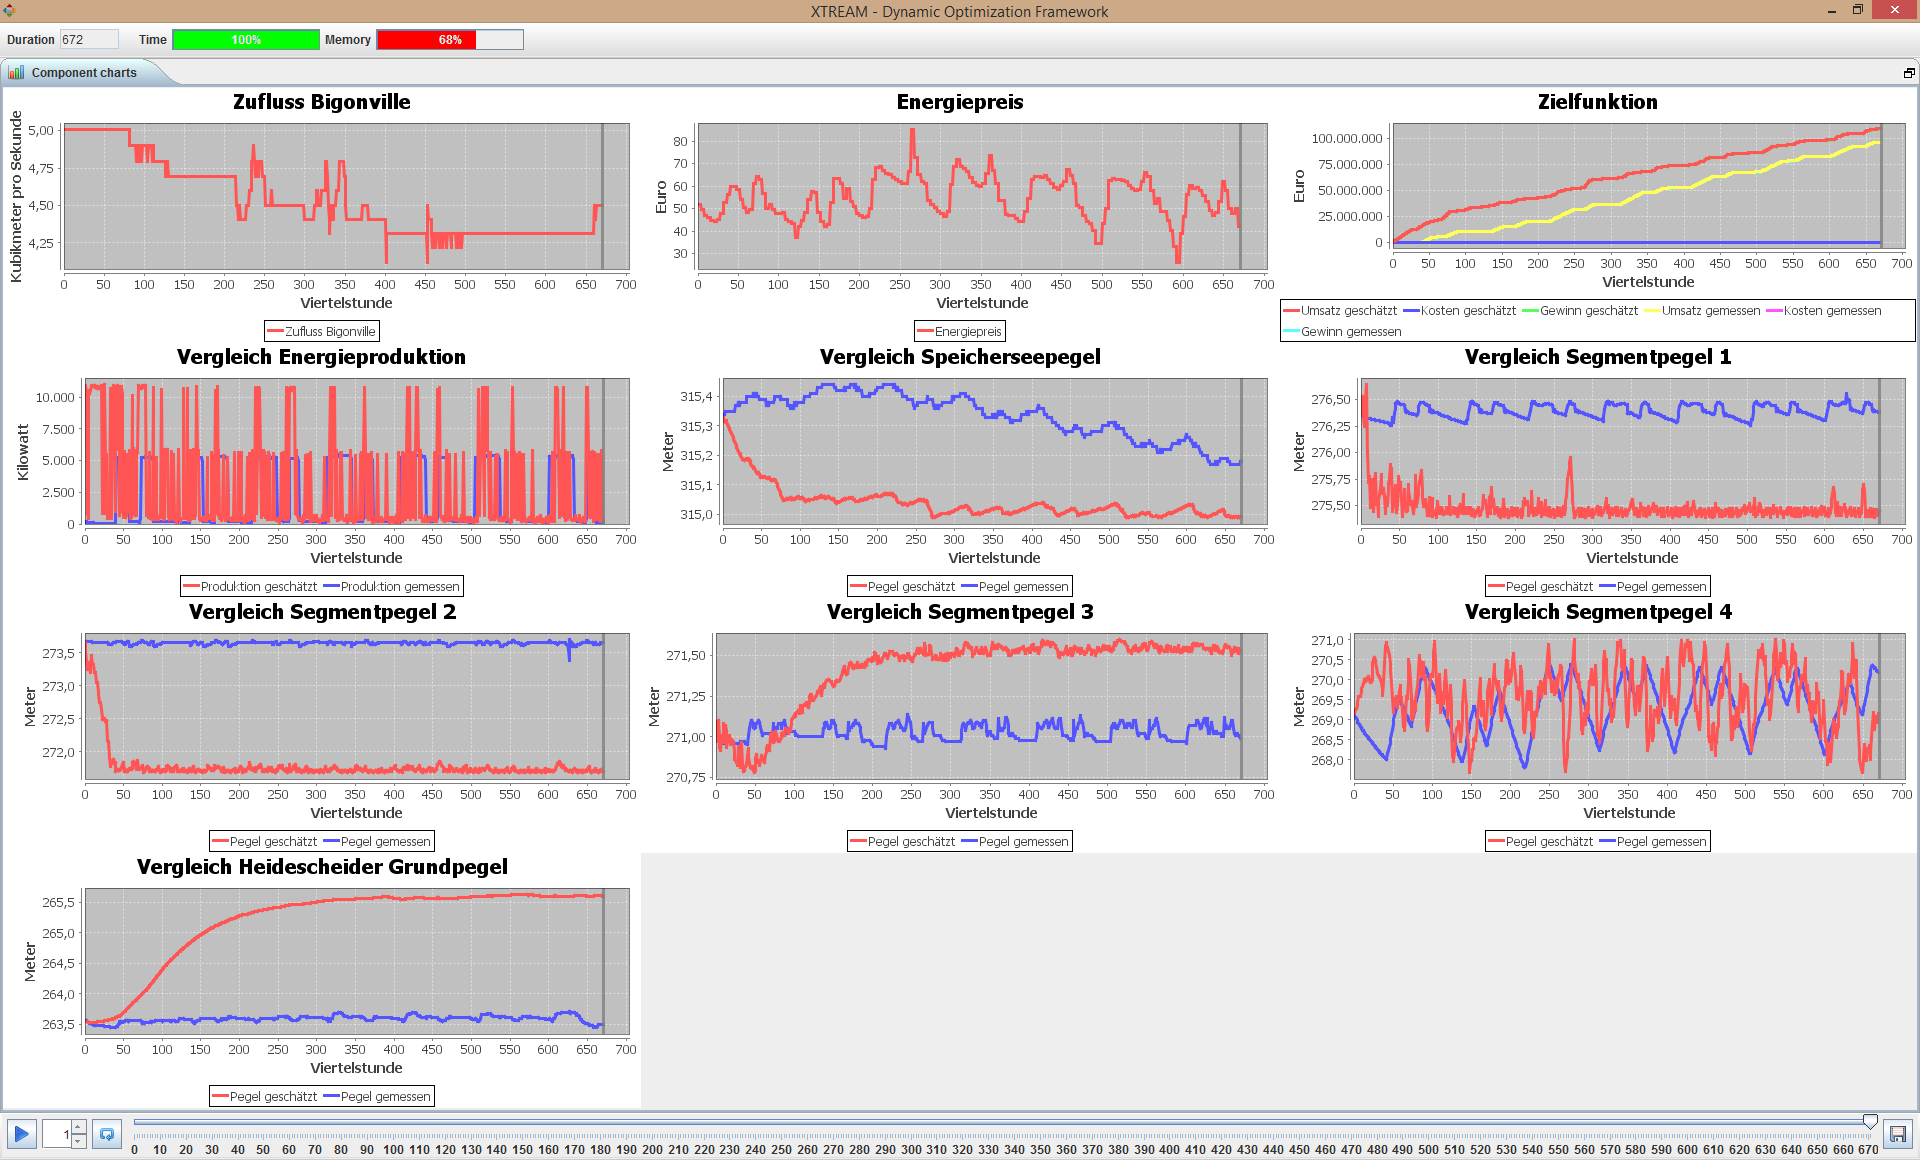 XTREAM - Dynamic Optimization Framework
Duration 672 Time 100% Memory 68%
Component charts
Zufluss Bigonville
Kubikmeter pro Sekunde
5,00
4,75
4,50
4,25
0 50 100 150 200 250 300 350 400 450 500 550 600 650 700
Viertelstunde
Zufluss Bigonville
Energiepreis
Euro
80
70
60
50
40
30
0 50 100 150 200 250 300 350 400 450 500 550 600 650 700
Viertelstunde
Energiepreis
Zielfunktion
Euro
100.000.000
75.000.000
50.000.000
25.000.000
0
0 50 100 150 200 250 300 350 400 450 500 550 600 650 700
Viertelstunde
Umsatz geschätzt Kosten geschätzt Gewinn geschätzt Umsatz gemessen Kosten gemessen
Gewinn gemessen
Vergleich Energieproduktion
Kilowatt
10.000
7.500
5.000
2.500
0
0 50 100 150 200 250 300 350 400 450 500 550 600 650 700
Viertelstunde
Produktion geschätzt Produktion gemessen
Vergleich Speicherseepegel
Meter
315,4
315,3
315,2
315,1
315,0
0 50 100 150 200 250 300 350 400 450 500 550 600 650 700
Viertelstunde
Pegel geschätzt Pegel gemessen
Vergleich Segmentpegel 1
Meter
276,50
276,25
276,00
275,75
275,50
0 50 100 150 200 250 300 350 400 450 500 550 600 650 700
Viertelstunde
Pegel geschätzt Pegel gemessen
Vergleich Segmentpegel 2
Meter
273,5
273,0
272,5
272,0
0 50 100 150 200 250 300 350 400 450 500 550 600 650 700
Viertelstunde
Pegel geschätzt Pegel gemessen
Vergleich Segmentpegel 3
Meter
271,50
271,25
271,00
270,75
0 50 100 150 200 250 300 350 400 450 500 550 600 650 700
Viertelstunde
Pegel geschätzt Pegel gemessen
Vergleich Segmentpegel 4
Meter
271,0
270,5
270,0
269,5
269,0
268,5
268,0
0 50 100 150 200 250 300 350 400 450 500 550 600 650 700
Viertelstunde
Pegel geschätzt Pegel gemessen
Vergleich Heidescheider Grundpegel
Meter
265,5
265,0
264,5
264,0
263,5
0 50 100 150 200 250 300 350 400 450 500 550 600 650 700
Viertelstunde
Pegel geschätzt Pegel gemessen
1
0 10 20 30 40 50 60 70 80 90 100 110 120 130 140 150 160 170 180 190 200 210 220 230 240 250 260 270 280 290 300 310 320 330 340 350 360 370 380 390 400 410 420 430 440 450 460 470 480 490 500 510 520 530 540 550 560 570 580 590 600 610 620 630 640 650 660 670